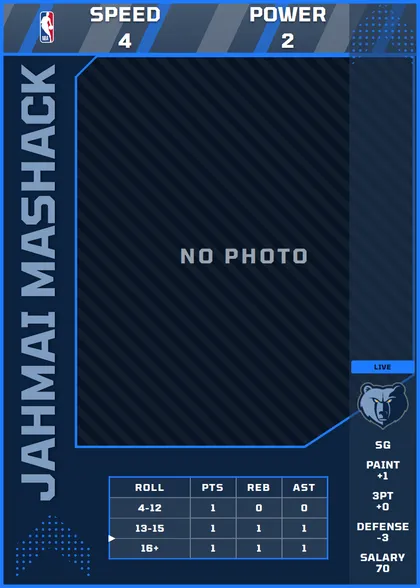 SPEED
4
POWER
2
JAHMAI MASHACK
NO PHOTO
LIVE
SG
PAINT
+1
3PT
+0
DEFENSE
-3
SALARY
70
ROLL PTS REB AST
4-12 1 0 0
13-15 1 1 1
16+ 1 1 1